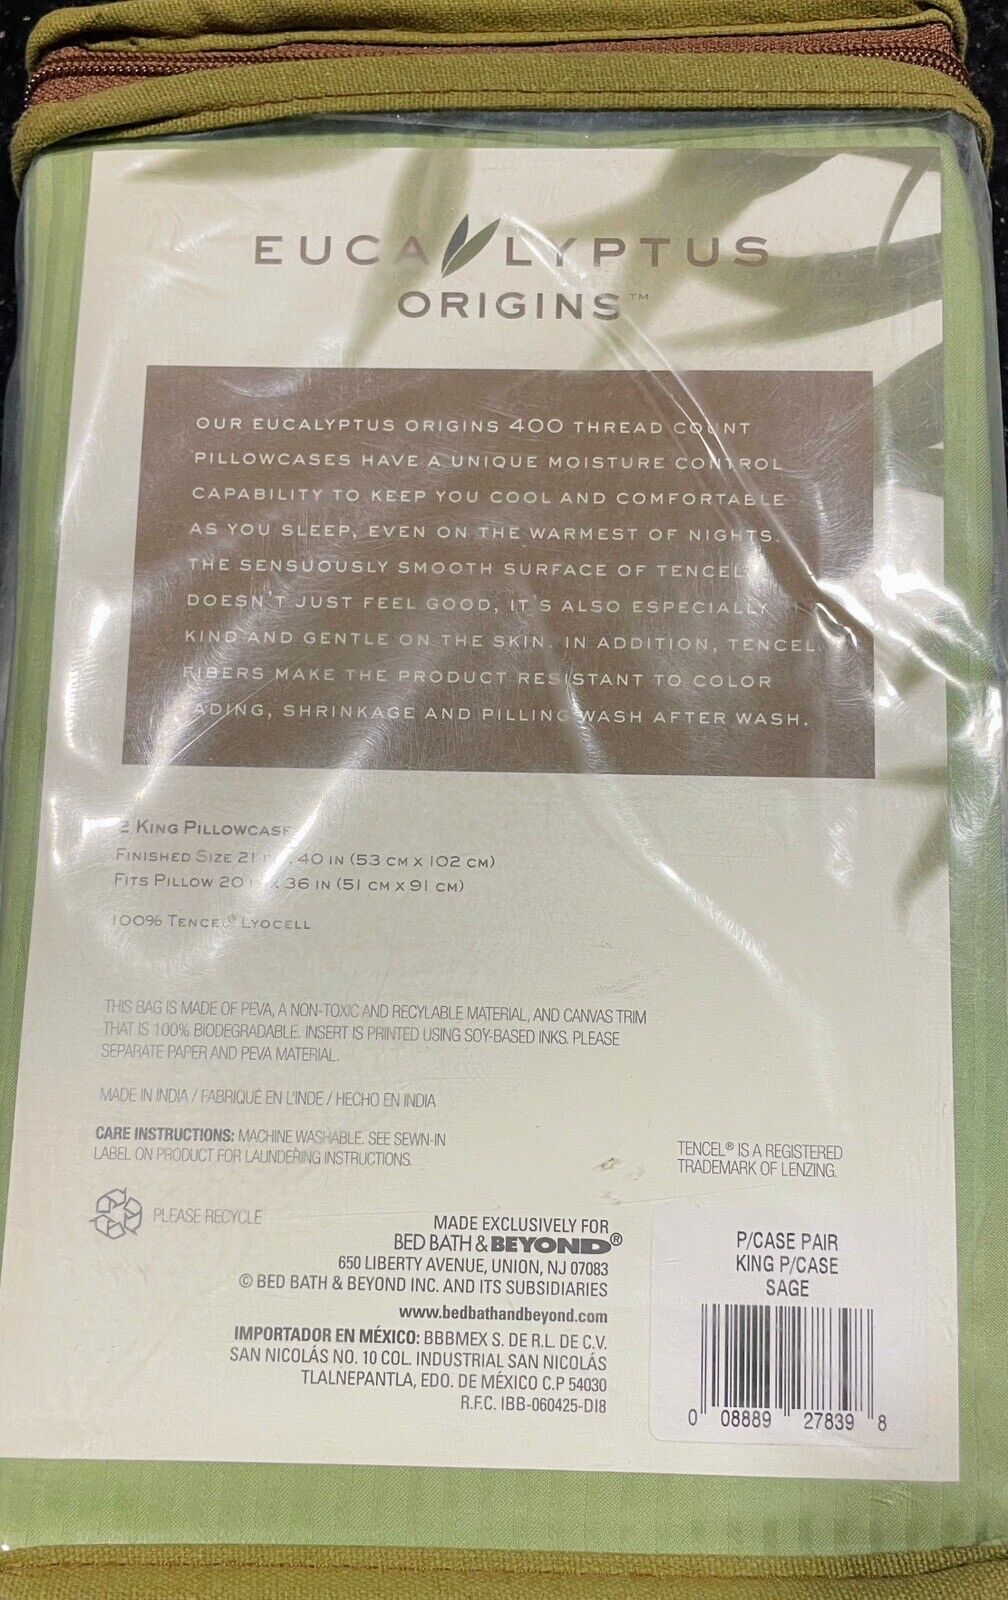 EUCALYPTUS
ORIGINS™
OUR EUCALYPTUS ORIGINS 400 THREAD COUNT
PILLOWCASES HAVE A UNIQUE MOISTURE CONTROL
CAPABILITY TO KEEP YOU COOL AND COMFORTABLE
AS YOU SLEEP, EVEN ON THE WARMEST OF NIGHTS.
THE SENSUOUSLY SMOOTH SURFACE OF TENCEL
DOESN'T JUST FEEL GOOD, IT'S ALSO ESPECIALLY
KIND AND GENTLE ON THE SKIN. IN ADDITION, TENCEL
FIBERS MAKE THE PRODUCT RESISTANT TO COLOR
FADING, SHRINKAGE AND PILLING WASH AFTER WASH.
2 KING PILLOWCASES
FINISHED SIZE 21 IN X 40 IN (53 CM X 102 CM)
FITS PILLOW 20 IN X 36 IN (51 CM X 91 CM)
100% TENCEL® LYOCELL
THIS BAG IS MADE OF PEVA, A NON-TOXIC AND RECYLABLE MATERIAL, AND CANVAS TRIM
THAT IS 100% BIODEGRADABLE. INSERT IS PRINTED USING SOY-BASED INKS. PLEASE
SEPARATE PAPER AND PEVA MATERIAL.
MADE IN INDIA / FABRIQUÉ EN L'INDE / HECHO EN INDIA
CARE INSTRUCTIONS: MACHINE WASHABLE. SEE SEWN-IN
LABEL ON PRODUCT FOR LAUNDERING INSTRUCTIONS.
TENCEL® IS A REGISTERED
TRADEMARK OF LENZING.
PLEASE RECYCLE
MADE EXCLUSIVELY FOR
BED BATH & BEYOND®
650 LIBERTY AVENUE, UNION, NJ 07083
© BED BATH & BEYOND INC. AND ITS SUBSIDIARIES
www.bedbathandbeyond.com
IMPORTADOR EN MÉXICO: BBBMEX S. DE R.L. DE C.V.
SAN NICOLÁS NO. 10 COL. INDUSTRIAL SAN NICOLÁS
TLALNEPANTLA, EDO. DE MÉXICO C.P 54030
R.F.C. IBB-060425-DI8
P/CASE PAIR
KING P/CASE
SAGE
0 08889 27839 8